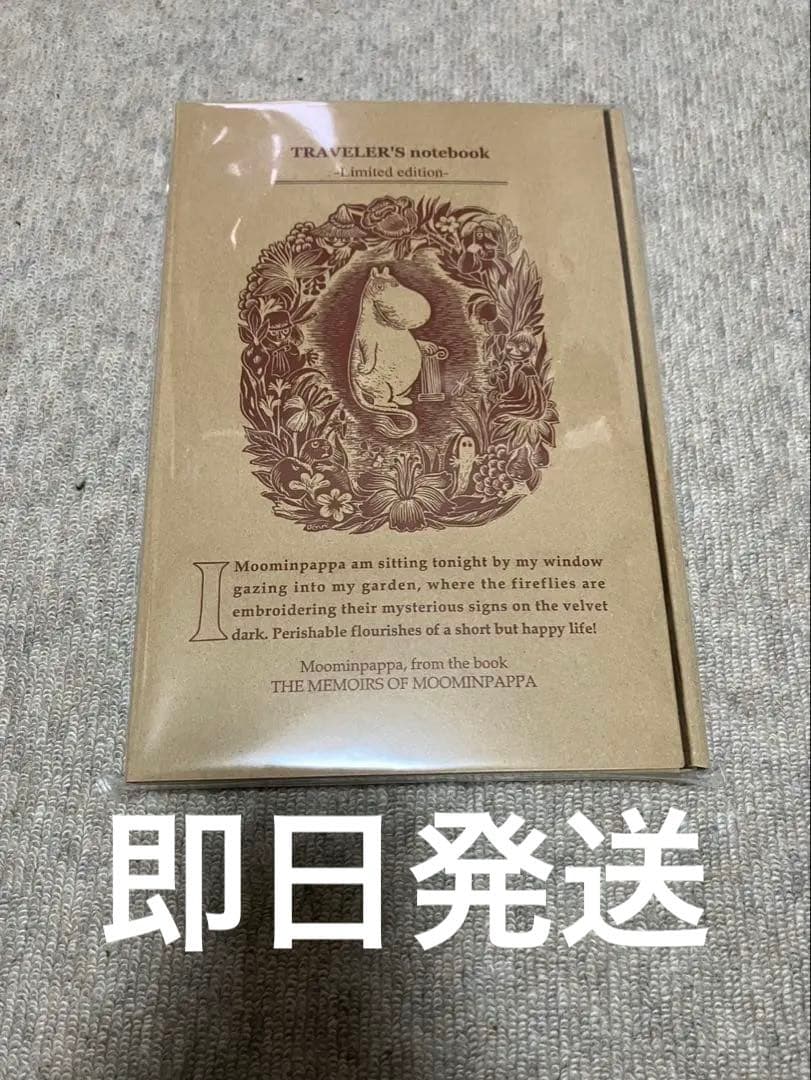 TRAVELER'S notebook
-Limited edition-
I Moominpappa am sitting tonight by my window
gazing into my garden, where the fireflies are
embroidering their mysterious signs on the velvet
dark. Perishable flourishes of a short but happy life!
Moominpappa, from the book
THE MEMOIRS OF MOOMINPAPPA
即日発送